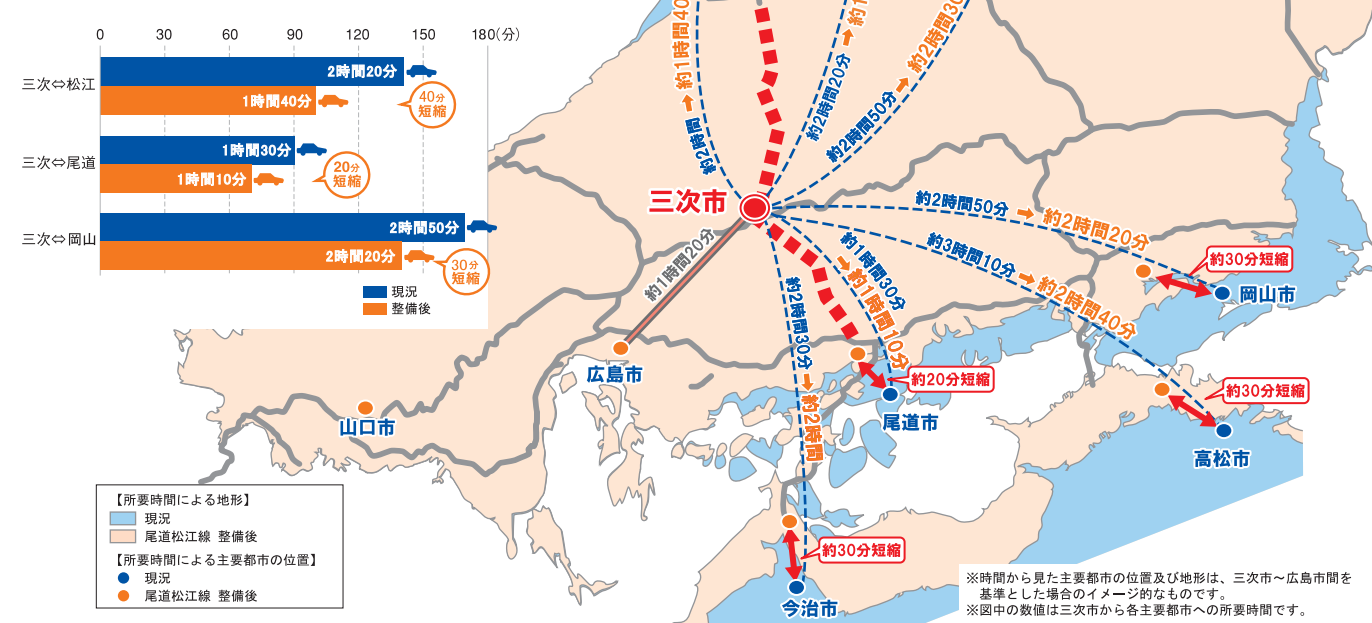 0 30 60 90 120 150 180(分)
三次⇔松江
2時間20分
1時間40分
40分
短縮
三次⇔尾道
1時間30分
1時間10分
20分
短縮
三次⇔岡山
2時間50分
2時間20分
30分
短縮
現況
整備後
約2時間
約1時間40
約2時間20分
約1
約2時間50分
約2時間30
三次市
約1時間20分
約2時間50分
約2時間20分
約3時間10分
約2時間40分
約1時間30分
約1時間10分
約2時間30分
約2時間
約30分短縮
岡山市
広島市
約20分短縮
尾道市
約30分短縮
高松市
山口市
約30分短縮
今治市
【所要時間による地形】
現況
尾道松江線 整備後
【所要時間による主要都市の位置】
現況
尾道松江線 整備後
※時間から見た主要都市の位置及び地形は、三次市～広島市間を
基準とした場合のイメージ的なものです。
※図中の数値は三次市から各主要都市への所要時間です。